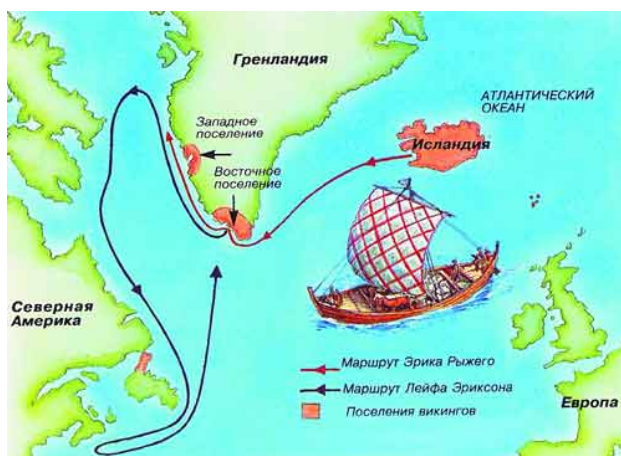 Гренландия
АТЛАНТИЧЕСКИЙ
ОКЕАН
Западное
поселение
Исландия
Восточное
поселение
Северная
Америка
Маршрут Эрика Рыжего
Маршрут Лейфа Эриксона
Поселения викингов
Европа